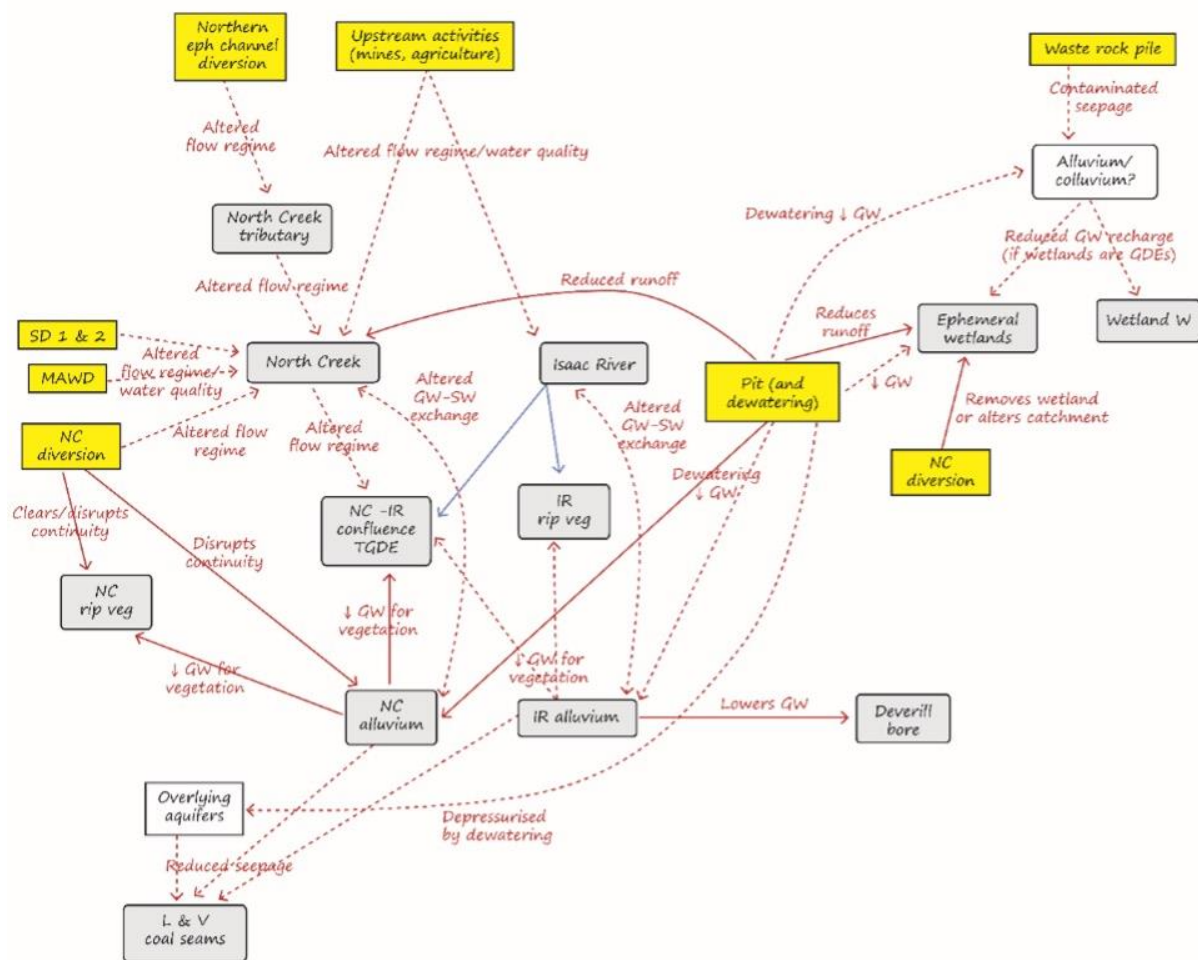 Northern
eph channel
diversion
Upstream activities
(mines, agriculture)
Waste rock pile
Contaminated
seepage
Altered
flow regime
Altered flow regime/water quality
Alluvium/
colluvium?
North Creek
tributary
Dewatering ↓ GW
Reduced GW recharge
(if wetlands are GDEs)
Altered flow regime
Reduced runoff
SD 1 & 2
North Creek
Isaac River
Reduces
runoff
Ephemeral
wetlands
Wetland W
MAWD
Altered
flow regime/
water quality
Altered
GW-SW
exchange
Pit (and
dewatering)
↓ GW
NC
diversion
Altered flow
regime
Altered
flow regime
Altered
GW-SW
exchange
Removes wetland
or alters catchment
Dewatering
↓ GW
NC
diversion
Clears/disrupts
continuity
NC -IR
confluence
TGDE
IR
rip veg
Disrupts
continuity
NC
rip veg
↓ GW for
vegetation
↓ GW for
vegetation
↓ GW for
vegetation
NC
alluvium
IR alluvium
Lowers GW
Deverill
bore
Overlying
aquifers
Depressurised
by dewatering
Reduced seepage
L & V
coal seams